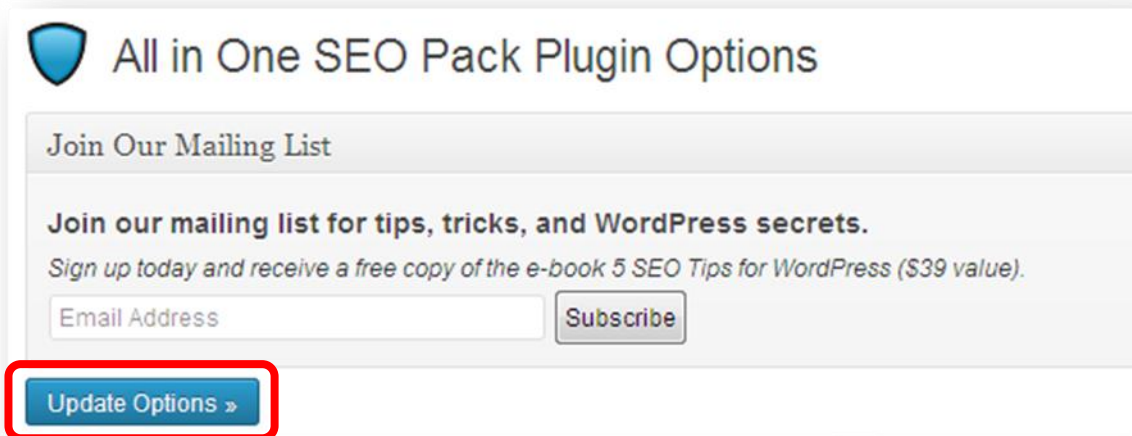 All in One SEO Pack Plugin Options
Join Our Mailing List
Join our mailing list for tips, tricks, and WordPress secrets.
Sign up today and receive a free copy of the e-book 5 SEO Tips for WordPress ($39 value).
Email Address Subscribe
Update Options »